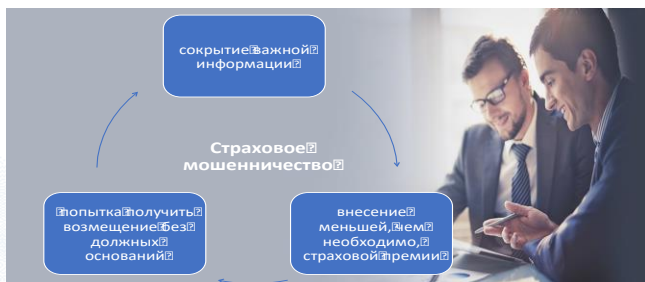 сокрытие важной
информации
Страховое
мошенничество
попытка получить
возмещение без
должных
оснований
внесение
меньшей, чем
необходимо,
страховой премии